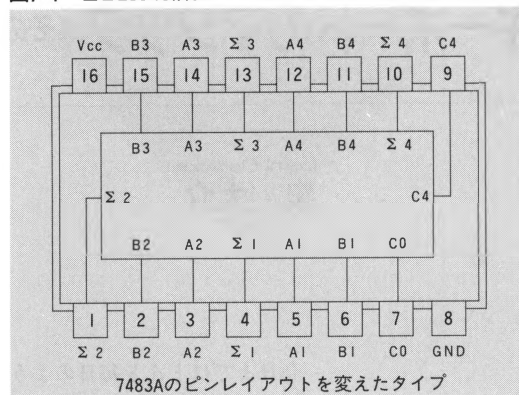 Vcc B3 A3 Σ3 A4 B4 Σ4 C4
16 15 14 13 12 11 10 9
B3 A3 Σ3 A4 B4 Σ4
Σ2 C4
B2 A2 Σ1 A1 B1 C0
1 2 3 4 5 6 7 8
Σ2 B2 A2 Σ1 A1 B1 C0 GND
7483Aのピンレイアウトを変えたタイプ